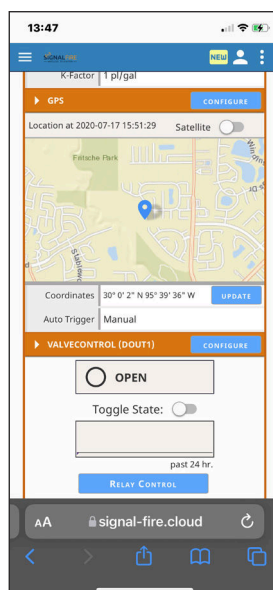 13:47
SIGNAL FIRE
NEW
K-Factor 1 pl/gal
GPS CONFIGURE
Location at 2020-07-17 15:51:29 Satellite
Fritsche Park
Coordinates 30° 0' 2" N 95° 39' 36" W UPDATE
Auto Trigger Manual
VALVECONTROL (DOUT1) CONFIGURE
OPEN
Toggle State:
past 24 hr.
RELAY CONTROL
AA signal-fire.cloud